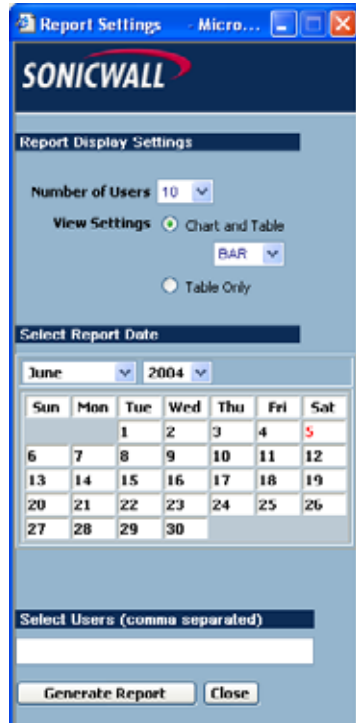 Report Settings - Micro...
SONICWALL
Report Display Settings
Number of Users 10
View Settings Chart and Table
BAR
Table Only
Select Report Date
June 2004
Sun Mon Tue Wed Thu Fri Sat
1 2 3 4 5
6 7 8 9 10 11 12
13 14 15 16 17 18 19
20 21 22 23 24 25 26
27 28 29 30
Select Users (comma separated)
Generate Report Close